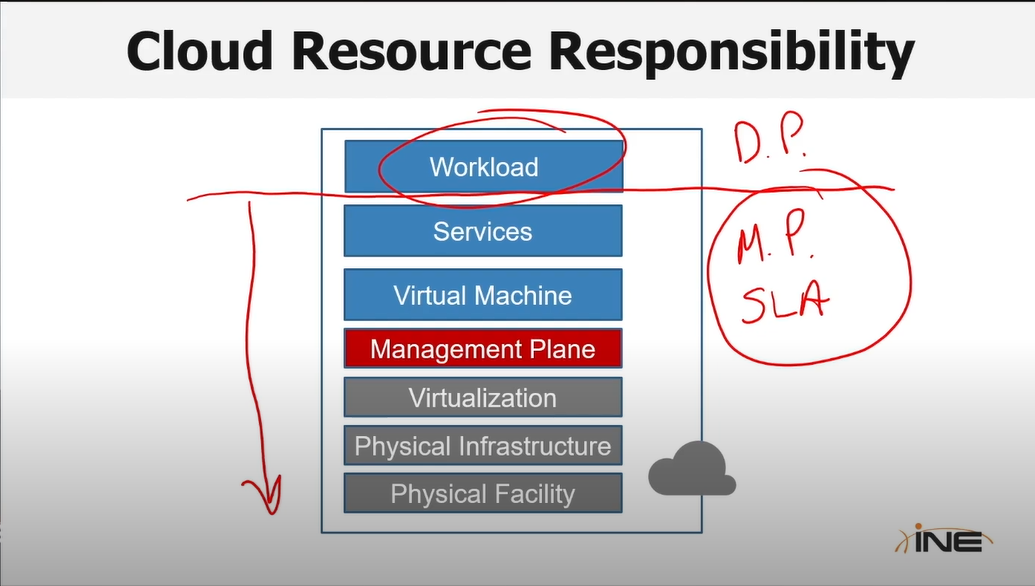 Cloud Resource Responsibility
Workload
D.P.
Services
M.P.
Virtual Machine
SLA
Management Plane
Virtualization
Physical Infrastructure
Physical Facility
iNE